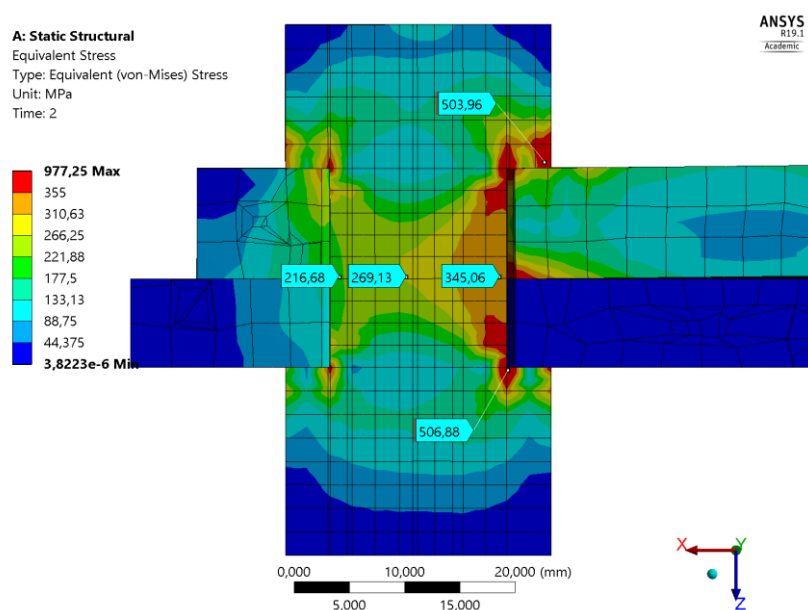 A: Static Structural
Equivalent Stress
Type: Equivalent (von-Mises) Stress
Unit: MPa
Time: 2
977,25 Max
355
310,63
266,25
221,88
177,5
133,13
88,75
44,375
3,8223e-6 Min
ANSYS
R19.1
Academic
503,96
216,68
269,13
345,06
506,88
0,000
10,000
20,000 (mm)
5.000
15.000
X
Y
Z